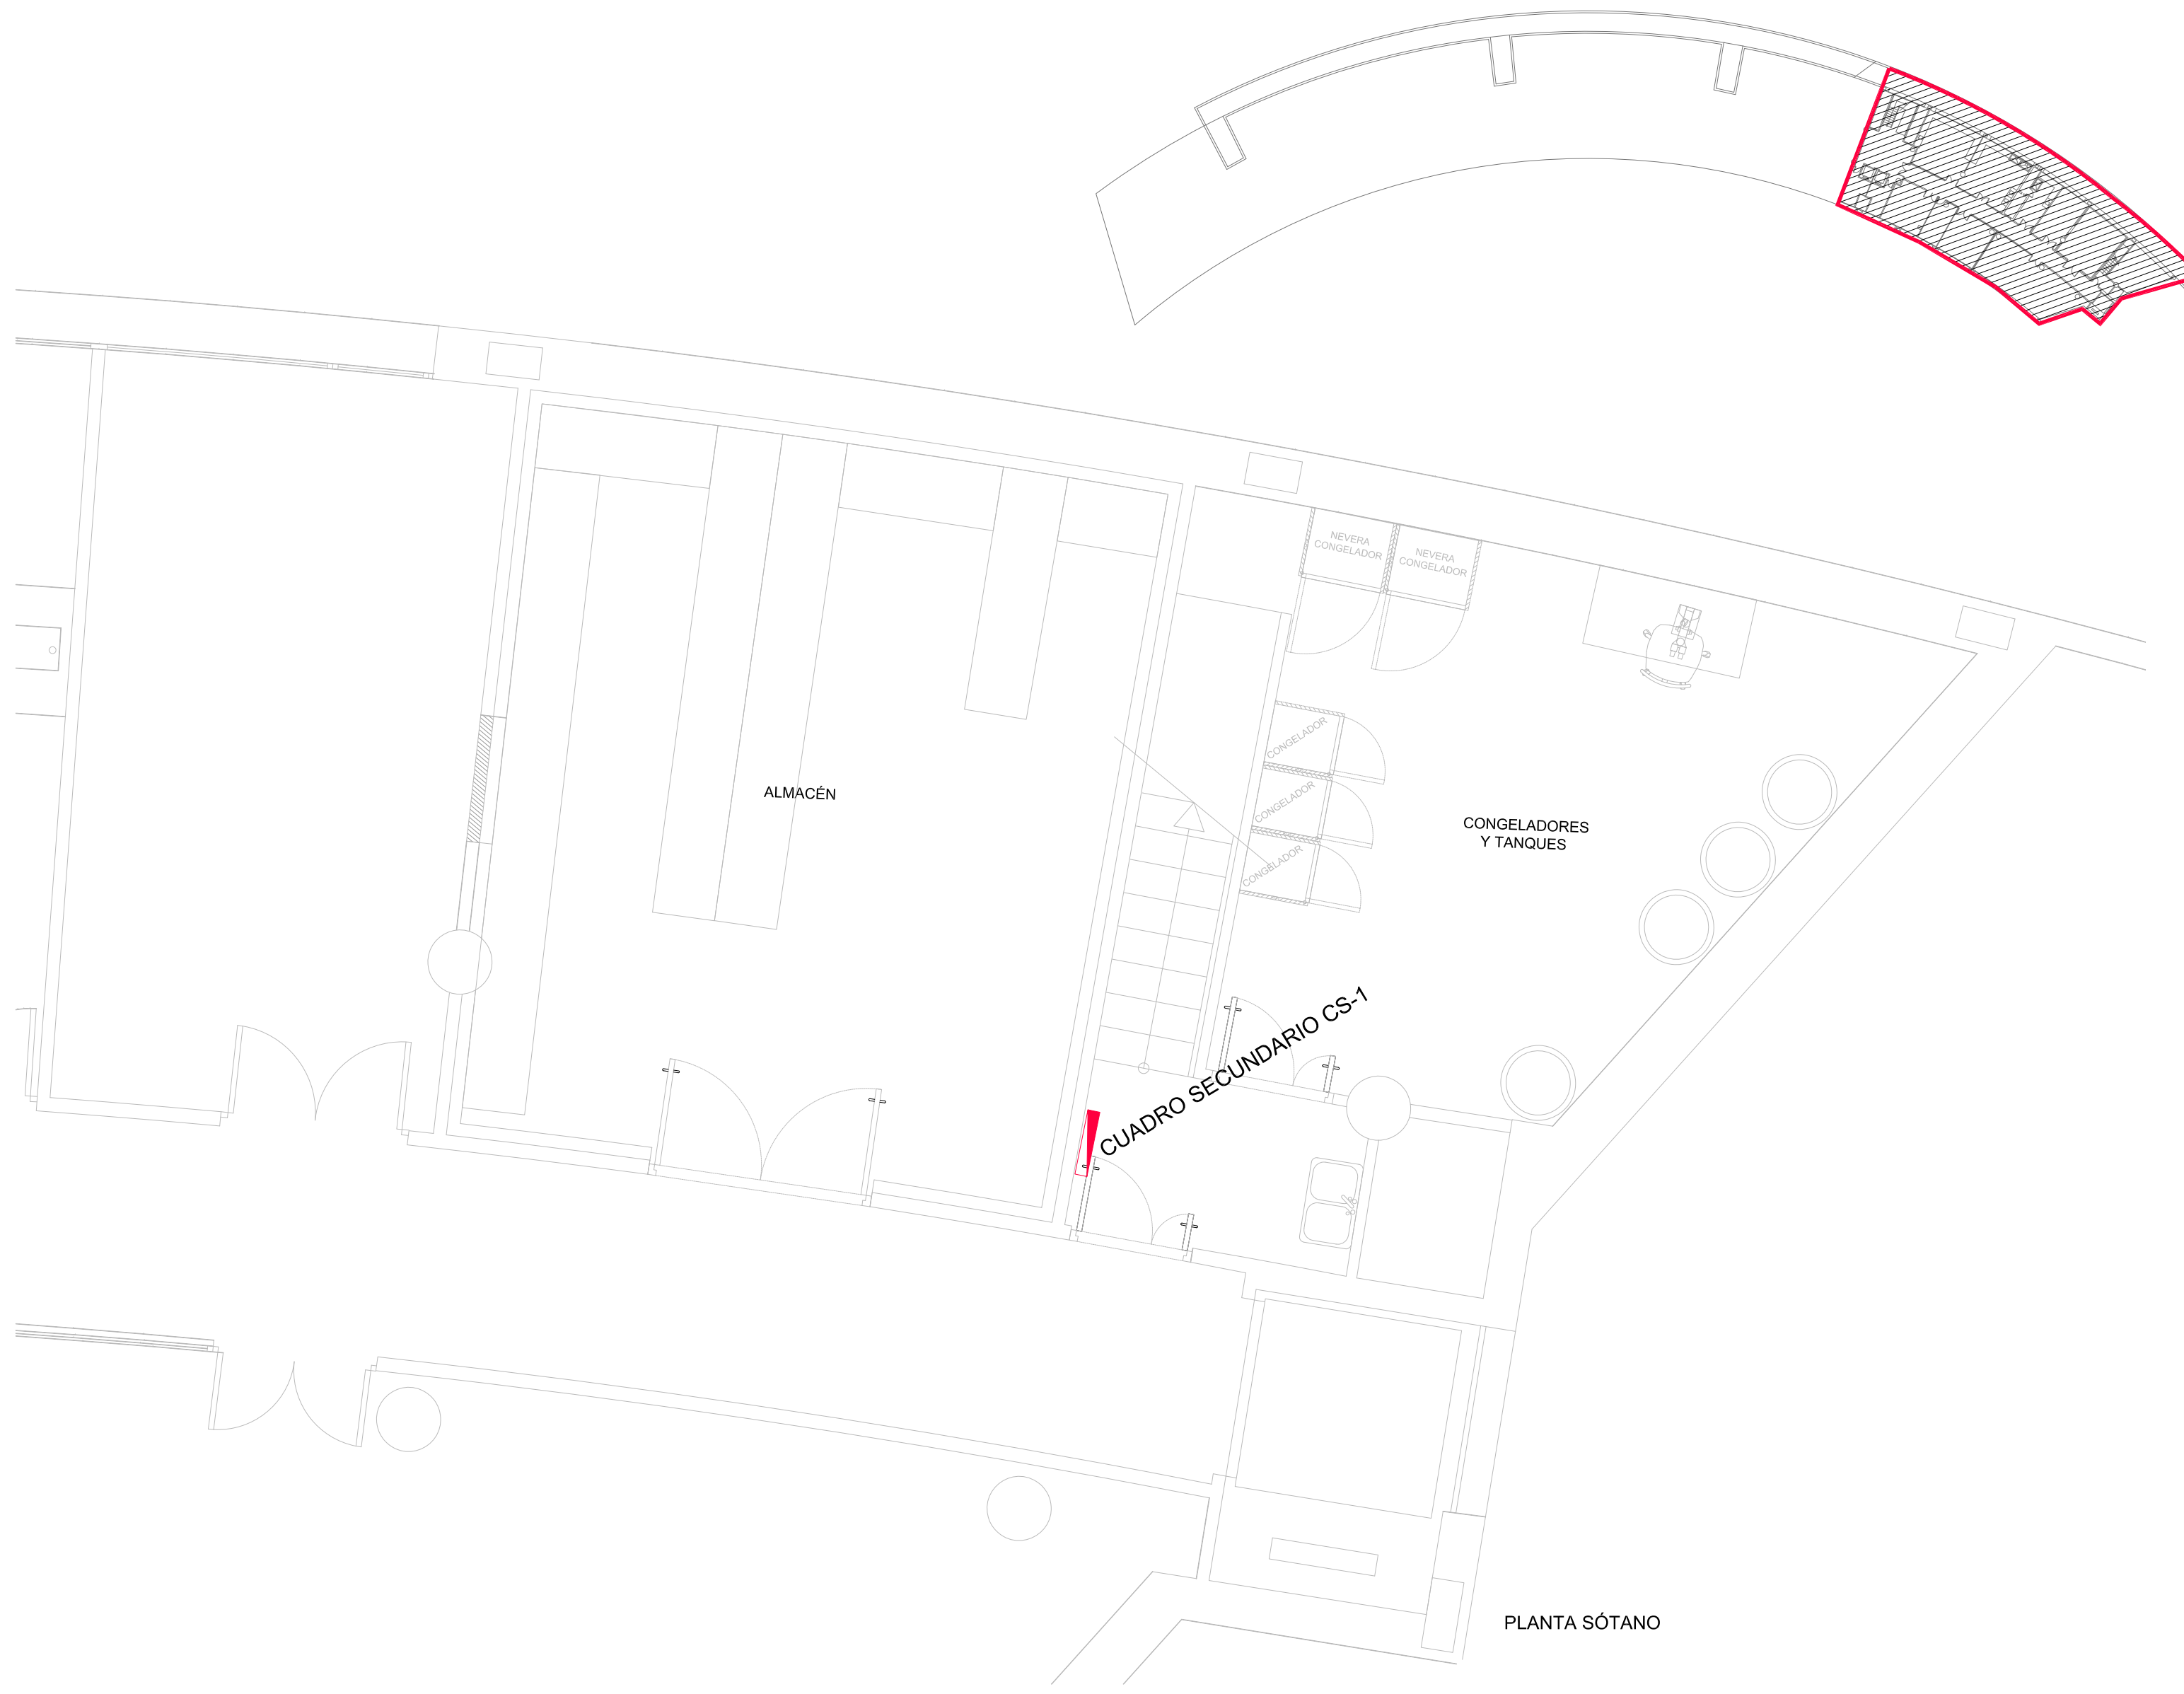 NEVERA
CONGELADOR
NEVERA
CONGELADOR
CONGELADOR
CONGELADOR
CONGELADOR
ALMACÉN
CONGELADORES
Y TANQUES
CUADRO SECUNDARIO CS-1
PLANTA SÓTANO